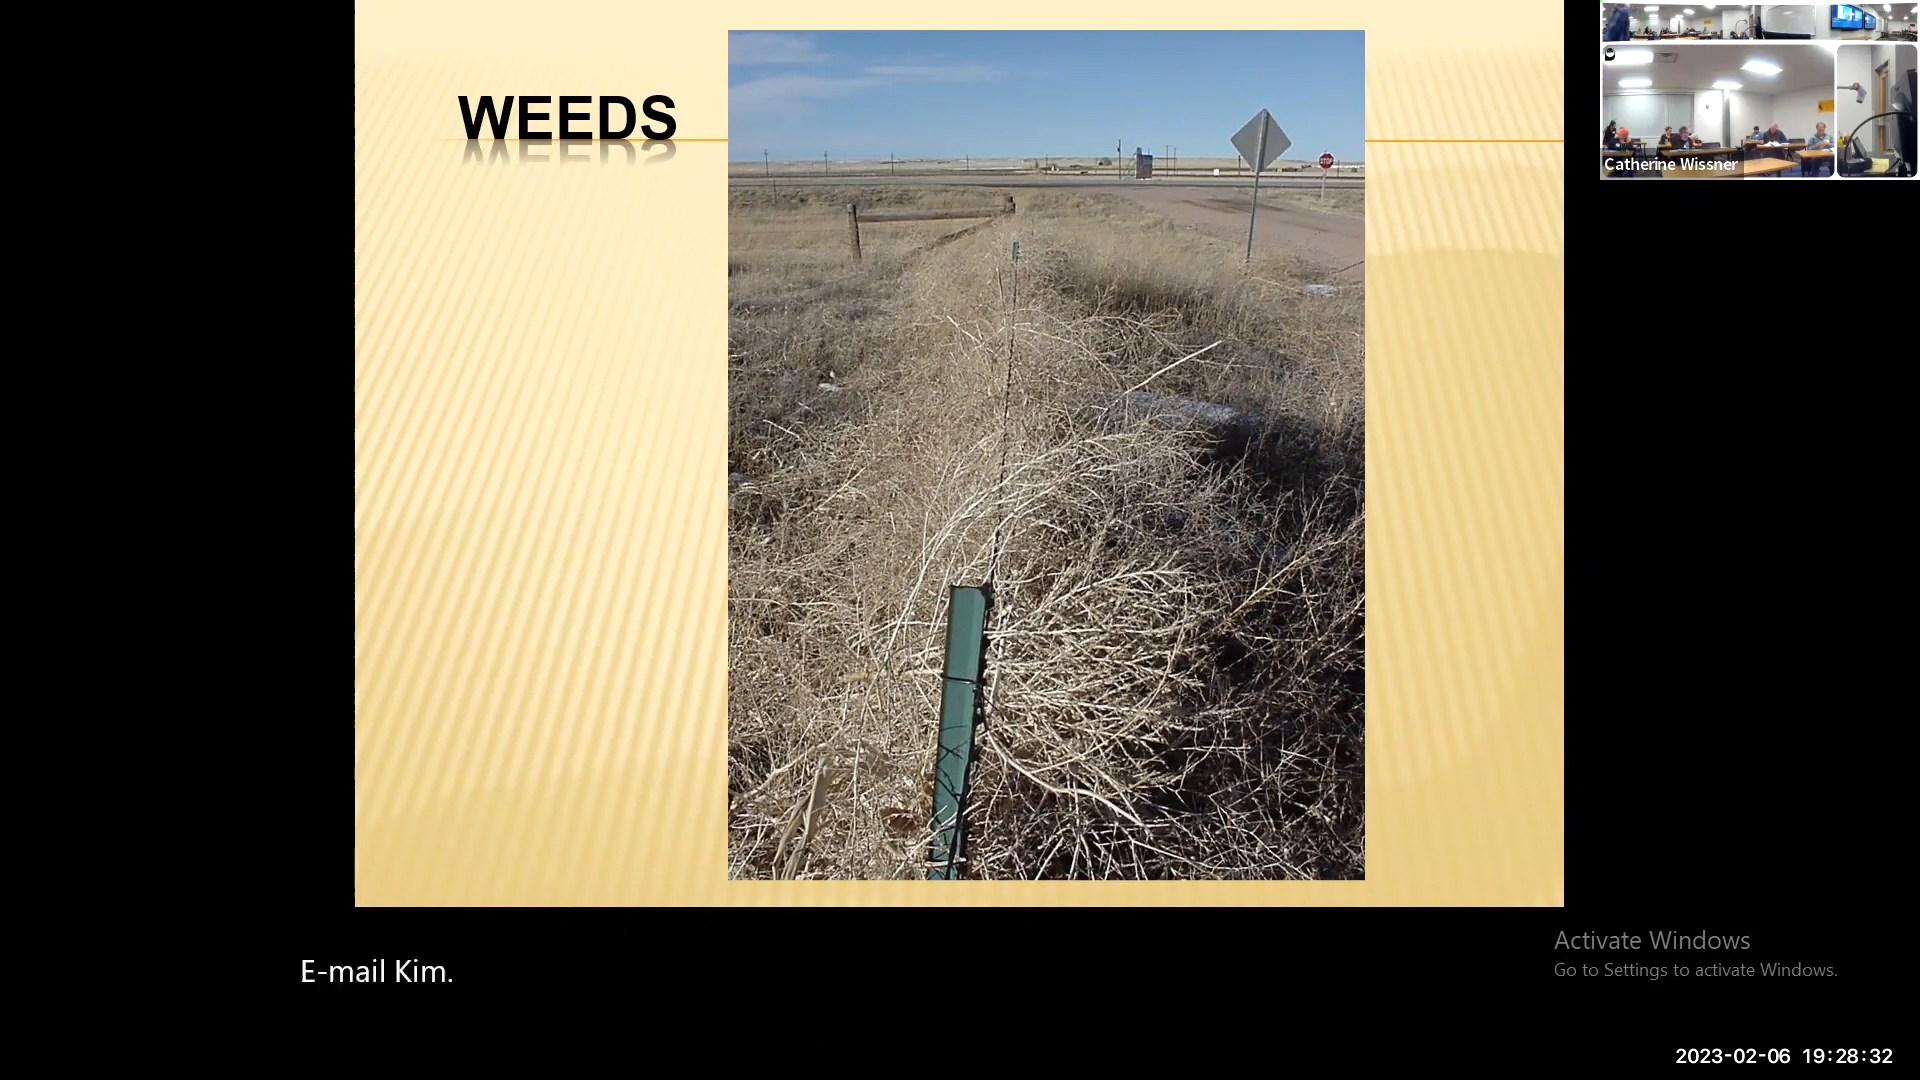 WEEDS
STOP
Catherine Wissner
E-mail Kim.
Activate Windows
Go to Settings to activate Windows.
2023-02-06 19:28:32